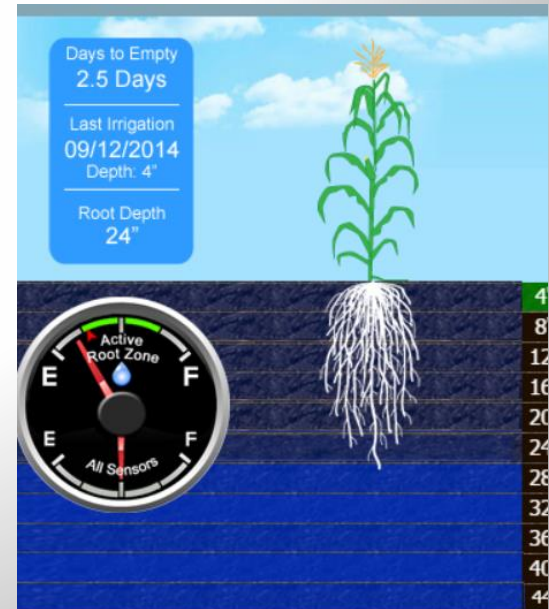 Days to Empty
2.5 Days
Last Irrigation
09/12/2014
Depth: 4"
Root Depth
24"
Active
Root Zone
E F
E F
All Sensors
4"
8
12
16
20
24
28
32
36
40
44